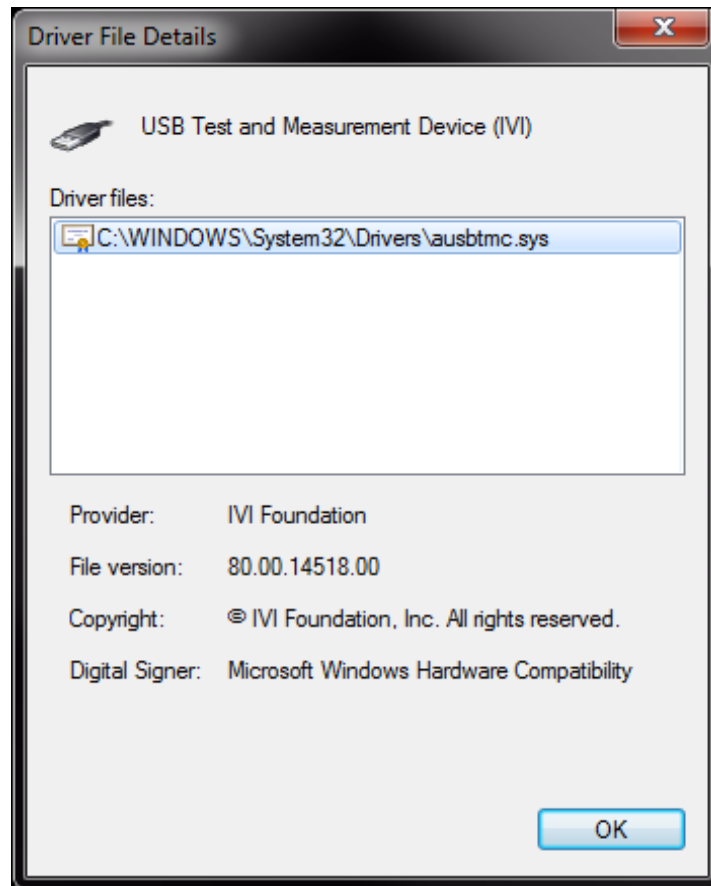 Driver File Details
USB Test and Measurement Device (IVI)
Driver files:
C:\WINDOWS\System32\Drivers\ausbtmc.sys
Provider: IVI Foundation
File version: 80.00.14518.00
Copyright: © IVI Foundation, Inc. All rights reserved.
Digital Signer: Microsoft Windows Hardware Compatibility
OK